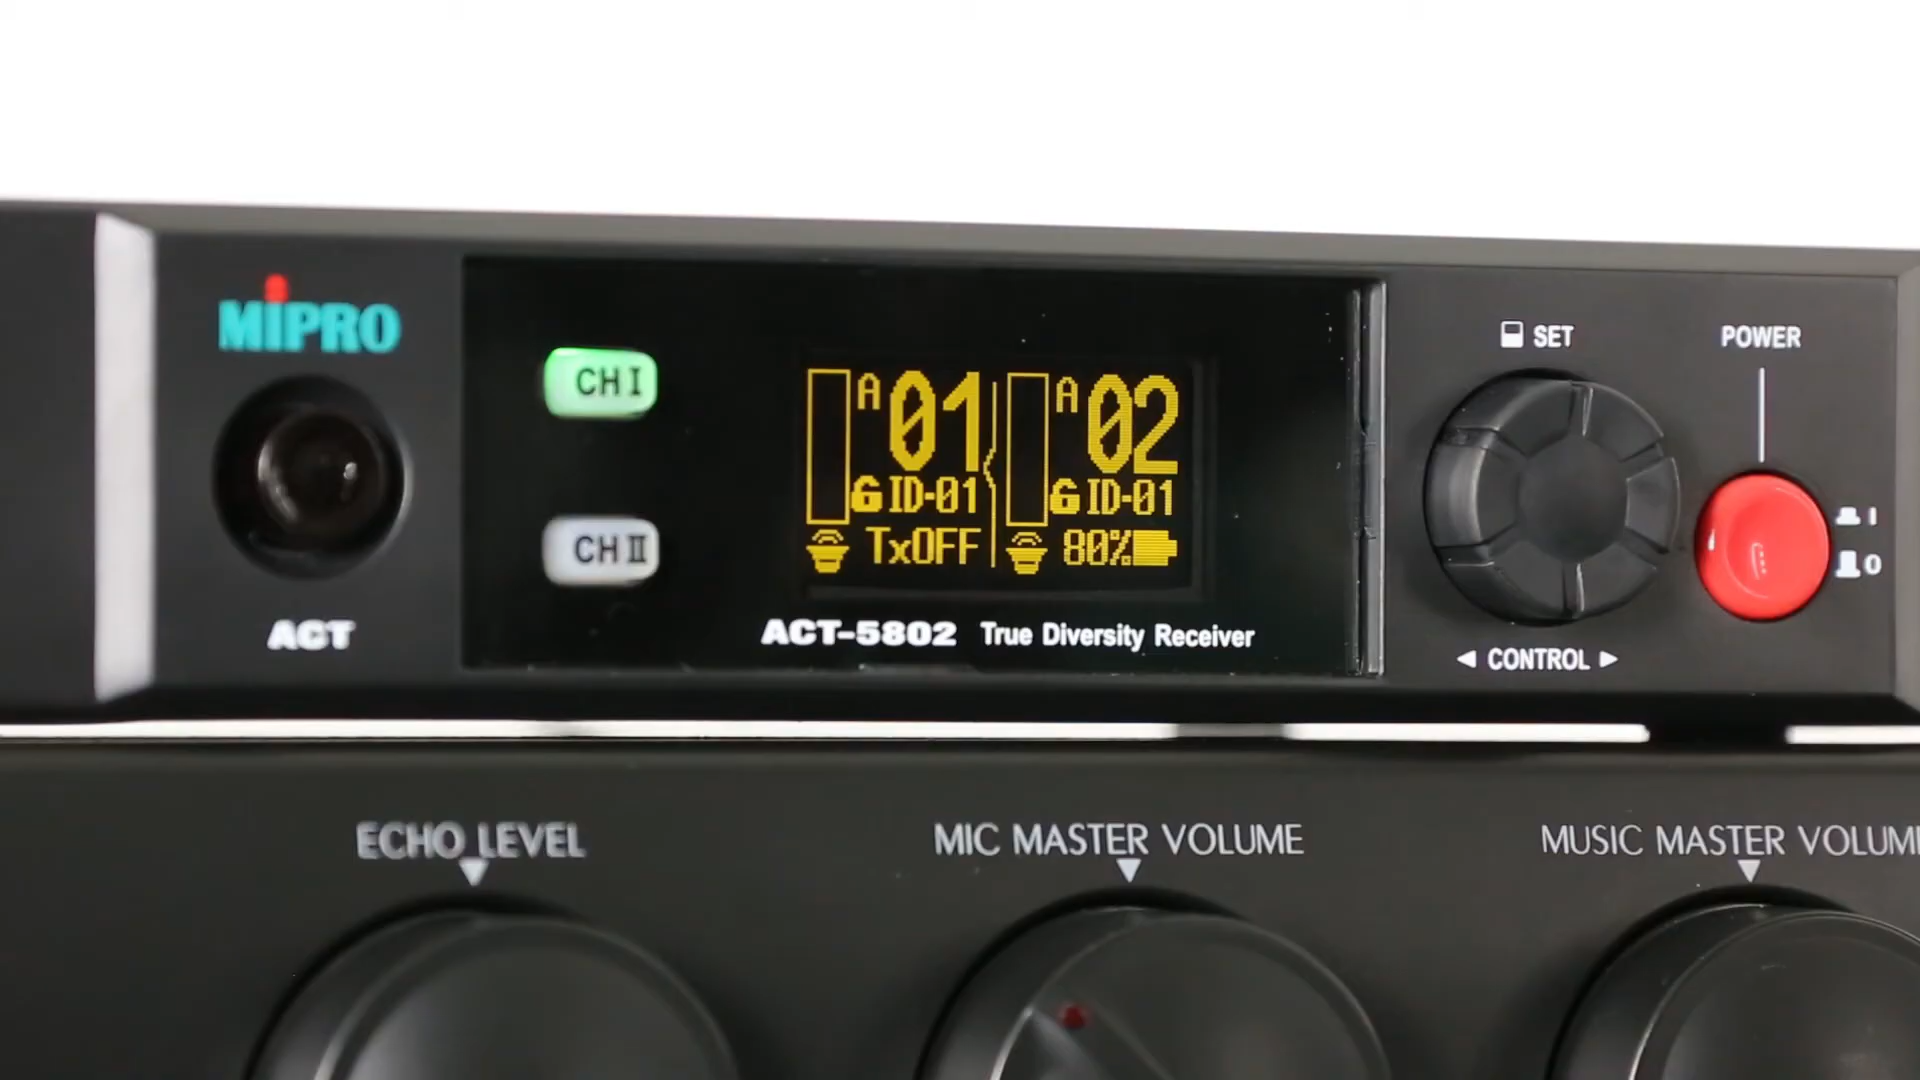 MIPRO
ACT
CH I
CH II
A 01
ID-01
TxOFF
A 02
ID-01
80%
ACT-5802 True Diversity Receiver
SET
CONTROL
POWER
I
O
ECHO LEVEL
MIC MASTER VOLUME
MUSIC MASTER VOLUME